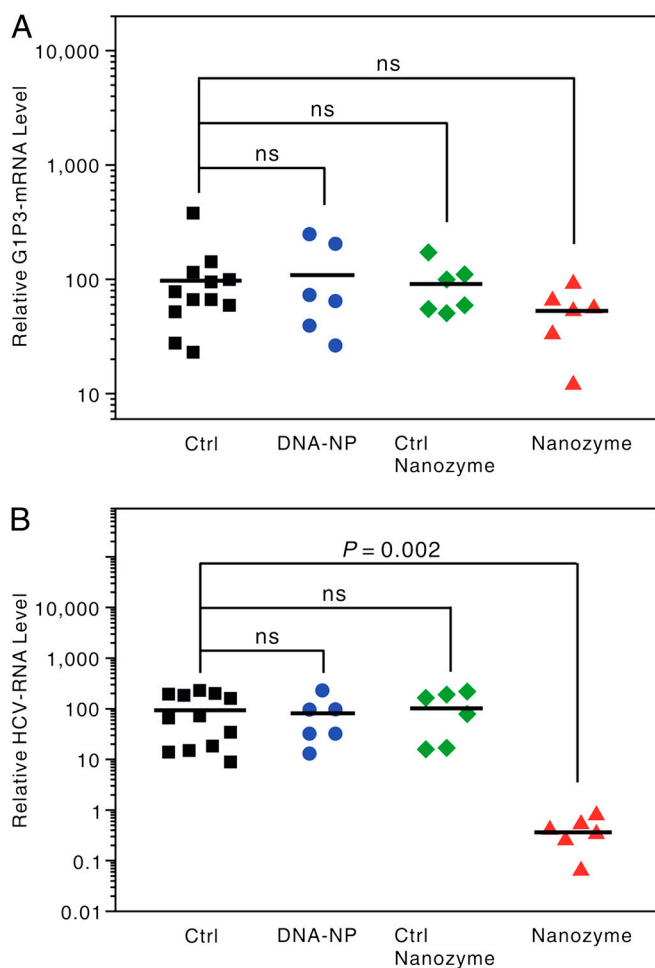 A
Relative G1P3-mRNA Level
10,000
1,000
100
10
ns
ns
ns
Ctrl
DNA-NP
Ctrl
Nanozyme
Nanozyme
B
Relative HCV-RNA Level
10,000
1,000
100
10
1
0.1
0.01
P = 0.002
ns
ns
Ctrl
DNA-NP
Ctrl
Nanozyme
Nanozyme